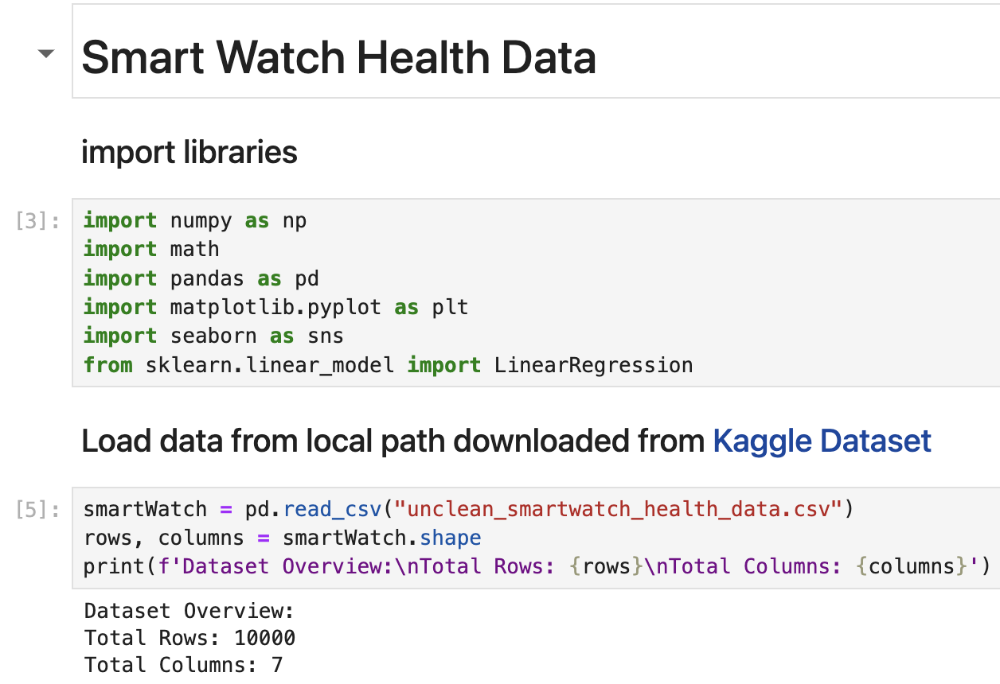 Smart Watch Health Data
import libraries
[3]:
import numpy as np
import math
import pandas as pd
import matplotlib.pyplot as plt
import seaborn as sns
from sklearn.linear_model import LinearRegression
Load data from local path downloaded from Kaggle Dataset
[5]:
smartWatch = pd.read_csv("unclean_smartwatch_health_data.csv")
rows, columns = smartWatch.shape
print(f'Dataset Overview:\nTotal Rows: {rows}\nTotal Columns: {columns}')
Dataset Overview:
Total Rows: 10000
Total Columns: 7